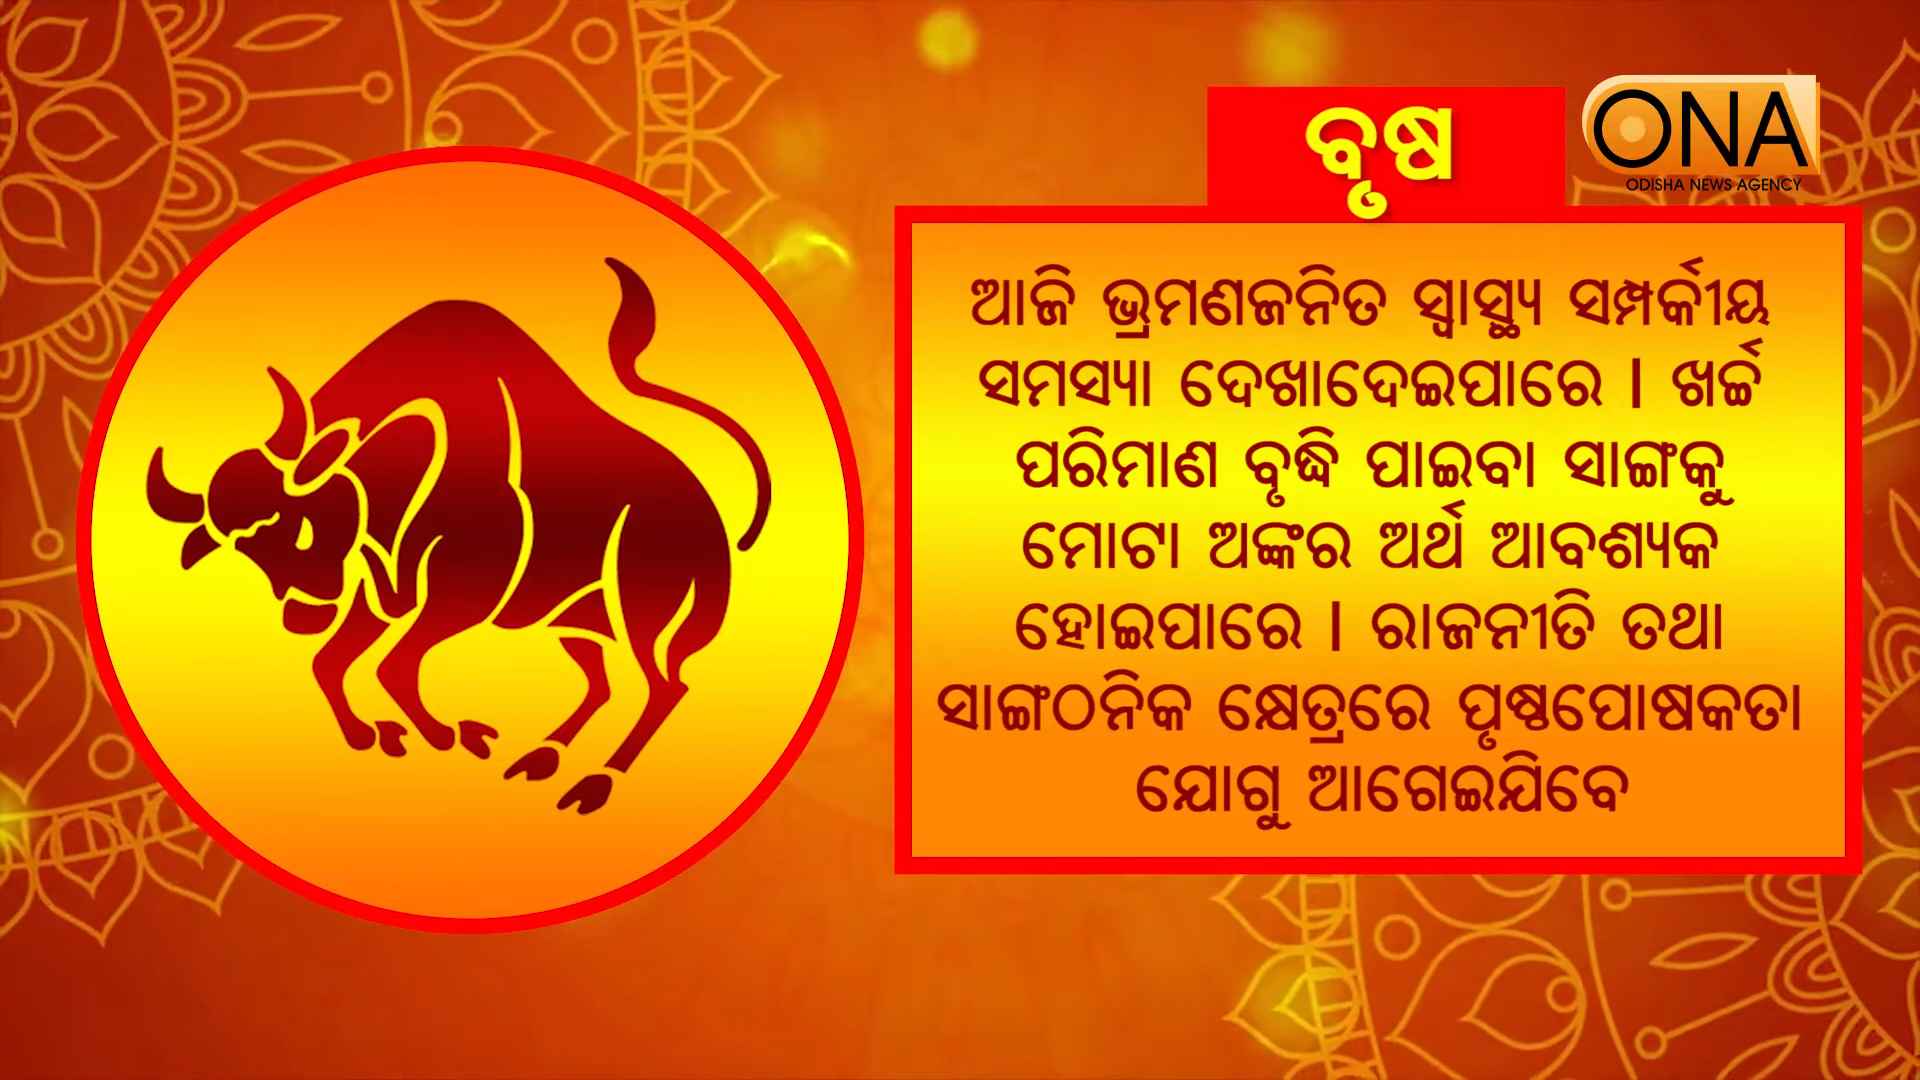 ବୃଷ
ONA
ODISHA NEWS AGENCY
ଆଜି ଭ୍ରମଣଜନିତ ସ୍ୱାସ୍ଥ୍ୟ ସମ୍ପର୍କୀୟ
ସମସ୍ୟା ଦେଖାଦେଇପାରେ | ଖର୍ଚ୍ଚ
ପରିମାଣ ବୃଦ୍ଧି ପାଇବା ସାଙ୍ଗକୁ
ମୋଟା ଅଙ୍କର ଅର୍ଥ ଆବଶ୍ୟକ
ହୋଇପାରେ | ରାଜନୀତି ତଥା
ସାଙ୍ଗଠନିକ କ୍ଷେତ୍ରରେ ପୃଷ୍ଠପୋଷକତା
ଯୋଗୁ ଆଗେଇଯିବେ